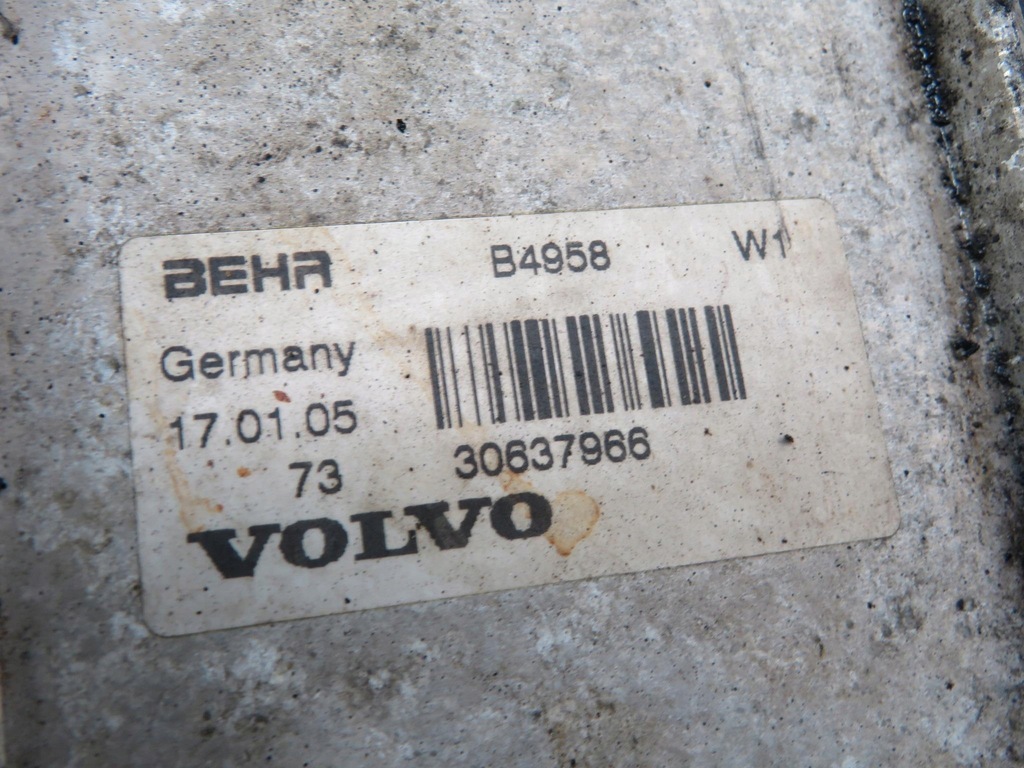 BEHR B4958 W1
Germany
17.01.05
73 30637966
VOLVO